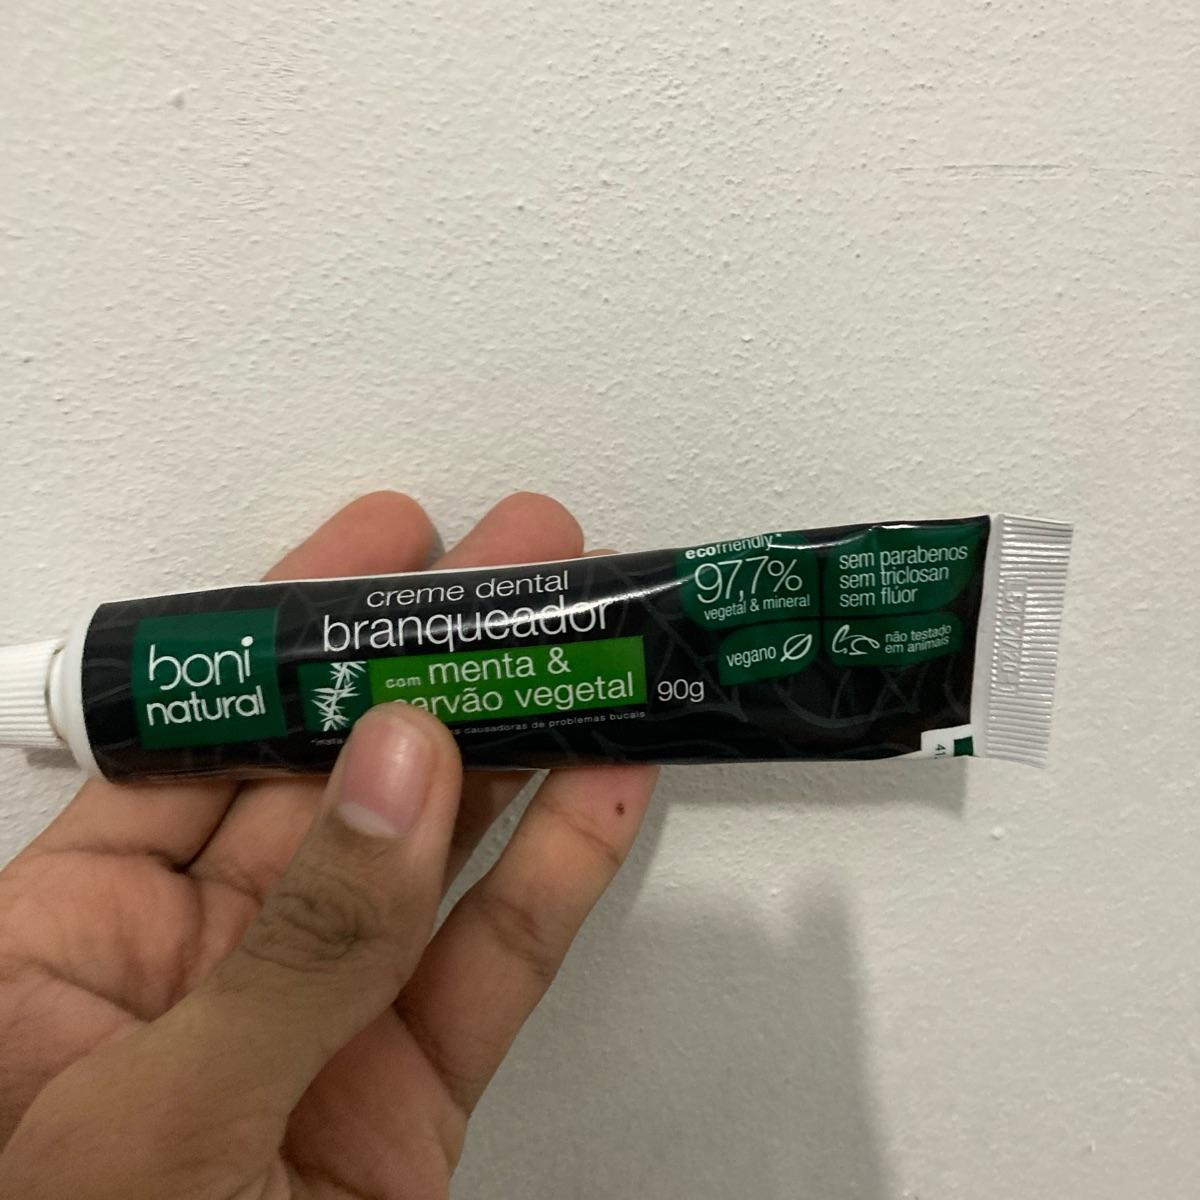 boni
natural
creme dental
branqueador
com menta &
carvão vegetal
90g
causadoras de problemas bucais
ecofriendly*
97,7%
vegetal & mineral
sem parabenos
sem triclosan
sem flúor
vegano
não testado
em animais